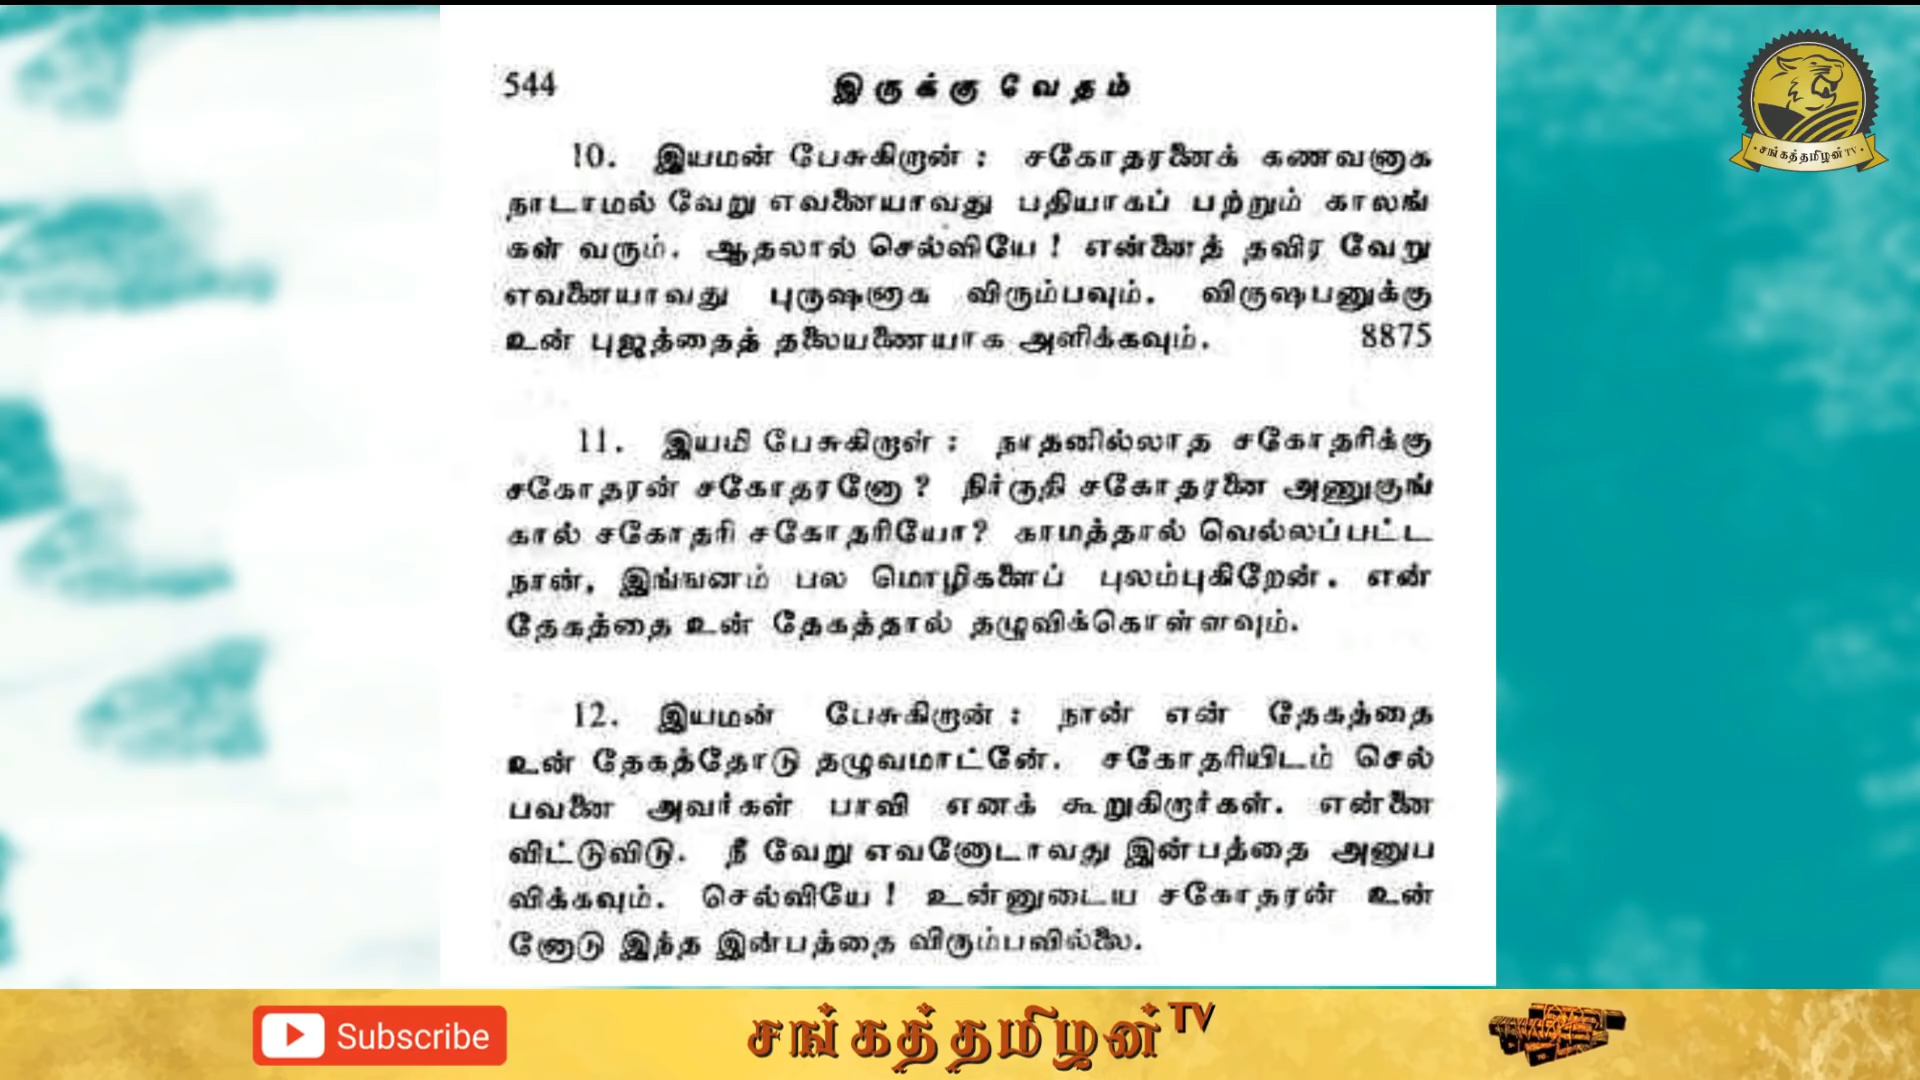 544 இருக்கு வேதம்
சங்கத்தமிழன் TV
10. இயமன் பேசுகிறான் : சகோதரனைக் கணவனாக
நாடாமல் வேறு எவனையாவது பதியாகப் பற்றும் காலங்
கள் வரும். ஆதலால் செல்வியே ! என்னைத் தவிர வேறு
எவனையாவது புருஷனாக விரும்பவும். விருஷபனுக்கு
உன் புஜத்தைத் தலையணையாக அளிக்கவும். 8875
11. இயமி பேசுகிறாள் : நாதனில்லாத சகோதரிக்கு
சகோதரன் சகோதரனோ ? நிர்ருதி சகோதரனை அணுகுங்
கால் சகோதரி சகோதரியோ? காமத்தால் வெல்லப்பட்ட
நான், இங்ஙனம் பல மொழிகளைப் புலம்புகிறேன். என்
தேகத்தை உன் தேகத்தால் தழுவிக்கொள்ளவும்.
12. இயமன் பேசுகிறான் : நான் என் தேகத்தை
உன் தேகத்தோடு தழுவமாட்டேன். சகோதரியிடம் செல்
பவனை அவர்கள் பாவி எனக் கூறுகிறார்கள். என்னை
விட்டுவிடு. நீ வேறு எவனோடாவது இன்பத்தை அனுப
விக்கவும். செல்வியே ! உன்னுடைய சகோதரன் உன்
னோடு இந்த இன்பத்தை விரும்பவில்லை.
Subscribe
சங்கத்தமிழன் TV